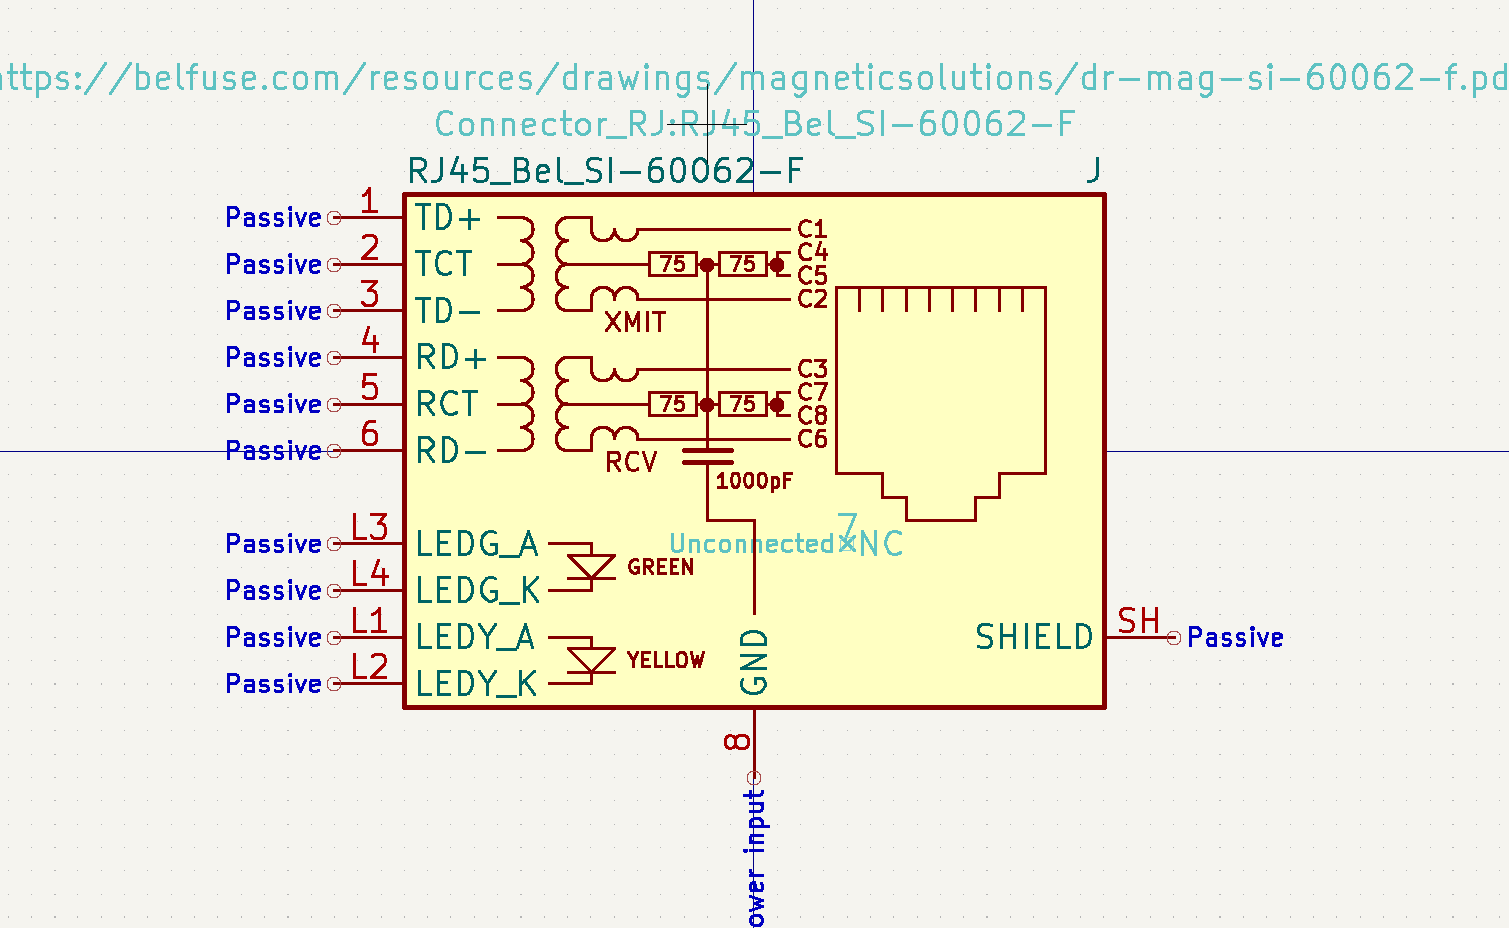 ttps://belfuse.com/resources/drawings/magneticsolutions/dr-mag-si-60062-f.pd
Connector_RJ:RJ45_Bel_SI-60062-F
RJ45_Bel_SI-60062-F J
Passive 1 TD+
Passive 2 TCT
Passive 3 TD-
Passive 4 RD+
Passive 5 RCT
Passive 6 RD-
C1
C4
75 75
C5
C2
XMIT
C3
C7
75 75
C8
C6
RCV
1000pF
Passive L3 LEDG_A
Passive L4 LEDG_K
GREEN
Passive L1 LEDY_A
Passive L2 LEDY_K
YELLOW
7
Unconnected NC
SHIELD SH Passive
GND
8
ower input